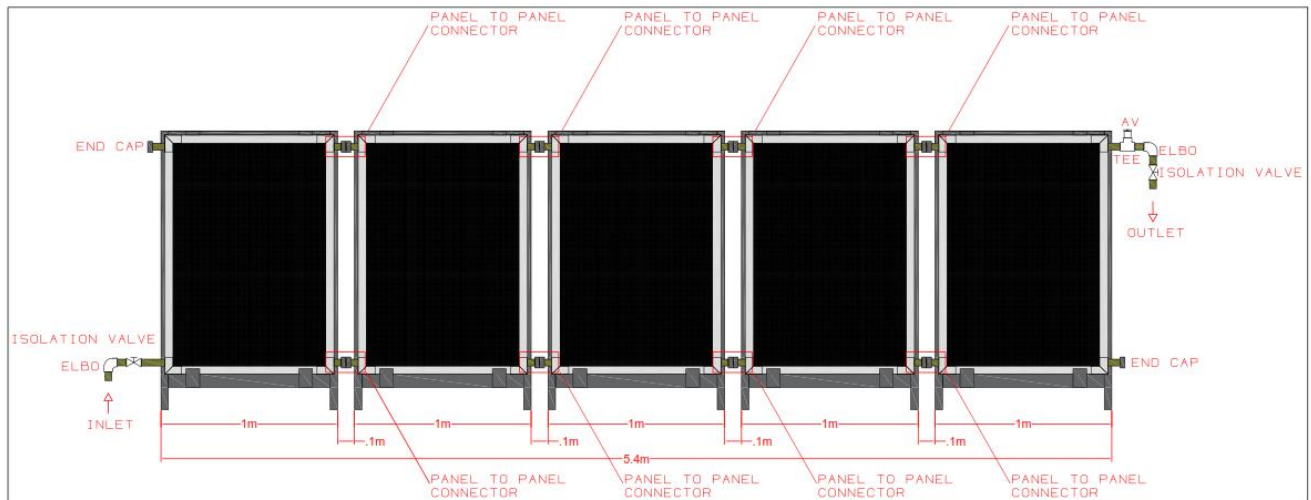 PANEL TO PANEL
CONNECTOR
PANEL TO PANEL
CONNECTOR
PANEL TO PANEL
CONNECTOR
PANEL TO PANEL
CONNECTOR
AV
END CAP
ELBO
TEE
ISOLATION VALVE
OUTLET
ISOLATION VALVE
ELBO
END CAP
INLET
1m
1m
1m
1m
1m
.1m
.1m
.1m
.1m
5.4m
PANEL TO PANEL
CONNECTOR
PANEL TO PANEL
CONNECTOR
PANEL TO PANEL
CONNECTOR
PANEL TO PANEL
CONNECTOR